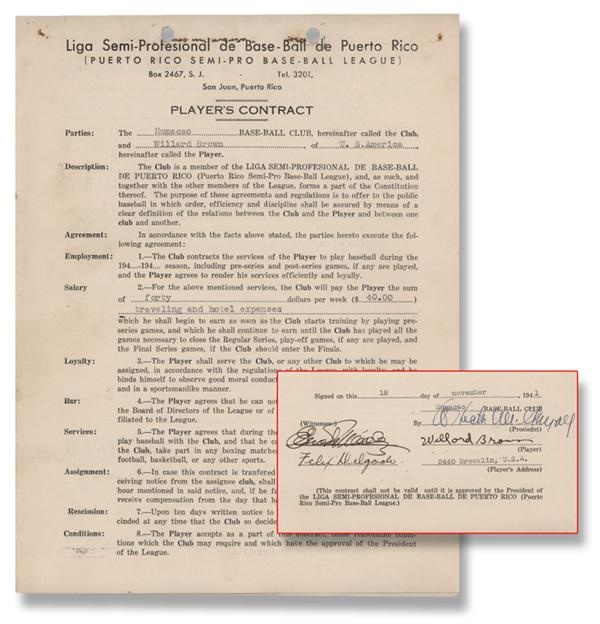 Liga Semi-Profesional de Base-Ball de Puerto Rico
(PUERTO RICO SEMI-PRO BASE-BALL LEAGUE)
Box 2467, S. J. - Tel. 3201,
San Juan, Puerto Rico
PLAYER'S CONTRACT
Parties: The Humacao BASE-BALL CLUB, hereinafter called the Club,
and Willard Brown, of U. S. America,
hereinafter called the Player.
Description: The Club is a member of the LIGA SEMI-PROFESIONAL DE BASE-BALL
DE PUERTO RICO (Puerto Rico Semi-Pro Base-Ball League), and, as such, and
together with the other members of the League, forms a part of the Constitution
thereof. The purpose of these agreements and regulations is to offer to the public
baseball in which order, efficiency and discipline shall be assured by means of a
clear definition of the relations between the Club and the Player and between one
club and another.
Agreement: In accordance with the facts above stated, the parties hereto execute the fol-
lowing agreement:
Employment: 1.—The Club contracts the services of the Player to play baseball during the
194....-194.... season, including pre-series and post-series games, if any are played,
and the Player agrees to render his services efficiently and loyally.
Salary 2.—For the above mentioned services, the Club will pay the Player the sum
of forty dollars per week ($ 40.00 )
traveling and hotel expenses
which he shall begin to earn as soon as the Club starts training by playing pre-
series games, and which he shall continue to earn until the Club has played all the
games necessary to close the Regular Series, play-off games, if any are played, and
the Final Series games, if the Club should enter the Finals.
Loyalty: 3.—The Player shall serve the Club, or any other Club to which he may be
assigned, in accordance with the regulations of the League, with loyalty, and he
binds himself to observe good moral conduct
and in a sportsmanlike manner.
Bar: 4.—The Player agrees that he can not
the Board of Directors of the League or of
filiated to the League.
Services: 5.—The Player agrees that during the
play baseball with the Club, and that he can
the Club, take part in any boxing matches
football, basketball, or any other sports.
Assignment: 6.—In case this contract is tranfered
ceiving notice from the assignee club, shall
hour mentioned in said notice, and, if he fa
receive compensation from the day that he
Rescission: 7.—Upon ten days written notice to
cinded at any time that the Club so decide
Conditions: 8.—The Player accepts as a part of this contract, those reasonable condi-
tions which the Club may require and which have the approval of the President
of the League.
Signed on this 18 day of november, 1941
Humacao BASE-BALL CLUB
(Witnesses) By
(President)
Willard Brown
(Player)
Felix Delgado
2440 Brooklin, U.S.A.
(Player's Address)
(This contract shall not be valid until it is approved by the President of
the LIGA SEMI-PROFESIONAL DE BASE-BALL DE PUERTO RICO (Puerto
Rico Semi-Pro Base-Ball League.)